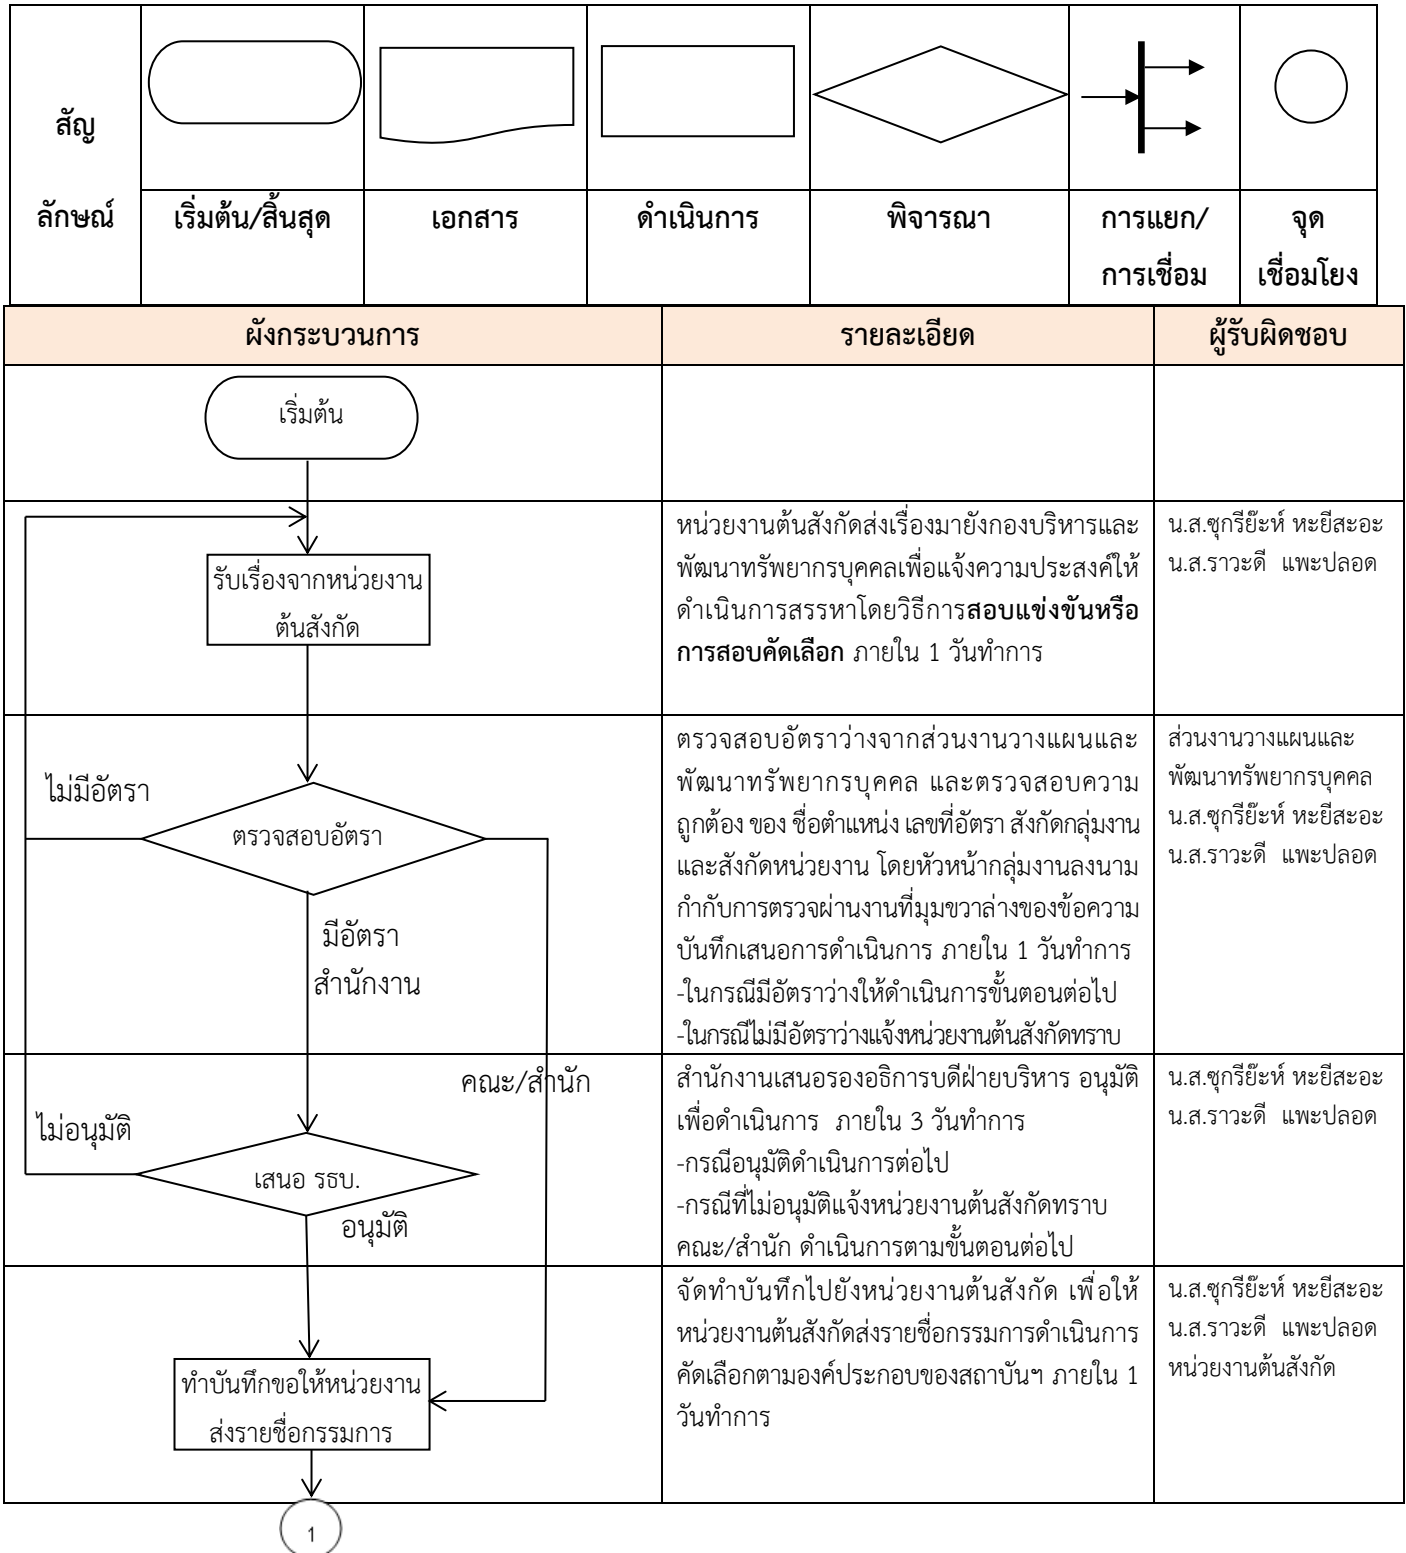 สัญ
ลักษณ์
เริ่มต้น/สิ้นสุด
เอกสาร
ดำเนินการ
พิจารณา
การแยก/
การเชื่อม
จุด
เชื่อมโยง
ผังกระบวนการ
รายละเอียด
ผู้รับผิดชอบ
เริ่มต้น
รับเรื่องจากหน่วยงาน
ต้นสังกัด
หน่วยงานต้นสังกัดส่งเรื่องมายังกองบริหารและ
พัฒนาทรัพยากรบุคคลเพื่อแจ้งความประสงค์ให้
ดำเนินการสรรหาโดยวิธีการสอบแข่งขันหรือ
การสอบคัดเลือก ภายใน 1 วันทำการ
น.ส.ซุกรีย๊ะห์ หะยีสะอะ
น.ส.ราวะดี แพะปลอด
ไม่มีอัตรา
ตรวจสอบอัตรา
มีอัตรา
สำนักงาน
ตรวจสอบอัตราว่างจากส่วนงานวางแผนและ
พัฒนาทรัพยากรบุคคล และตรวจสอบความ
ถูกต้อง ของ ชื่อตำแหน่ง เลขที่อัตรา สังกัดกลุ่มงาน
และสังกัดหน่วยงาน โดยหัวหน้ากลุ่มงานลงนาม
กำกับการตรวจผ่านงานที่มุมขวาล่างของข้อความ
บันทึกเสนอการดำเนินการ ภายใน 1 วันทำการ
-ในกรณีมีอัตราว่างให้ดำเนินการขั้นตอนต่อไป
-ในกรณีไม่มีอัตราว่างแจ้งหน่วยงานต้นสังกัดทราบ
ส่วนงานวางแผนและ
พัฒนาทรัพยากรบุคคล
น.ส.ซุกรีย๊ะห์ หะยีสะอะ
น.ส.ราวะดี แพะปลอด
คณะ/สำนัก
ไม่อนุมัติ
เสนอ รธบ.
อนุมัติ
สำนักงานเสนอรองอธิการบดีฝ่ายบริหาร อนุมัติ
เพื่อดำเนินการ ภายใน 3 วันทำการ
-กรณีอนุมัติดำเนินการต่อไป
-กรณีที่ไม่อนุมัติแจ้งหน่วยงานต้นสังกัดทราบ
คณะ/สำนัก ดำเนินการตามขั้นตอนต่อไป
น.ส.ซุกรีย๊ะห์ หะยีสะอะ
น.ส.ราวะดี แพะปลอด
ทำบันทึกขอให้หน่วยงาน
ส่งรายชื่อกรรมการ
จัดทำบันทึกไปยังหน่วยงานต้นสังกัด เพื่อให้
หน่วยงานต้นสังกัดส่งรายชื่อกรรมการดำเนินการ
คัดเลือกตามองค์ประกอบของสถาบันฯ ภายใน 1
วันทำการ
น.ส.ซุกรีย๊ะห์ หะยีสะอะ
น.ส.ราวะดี แพะปลอด
หน่วยงานต้นสังกัด
1